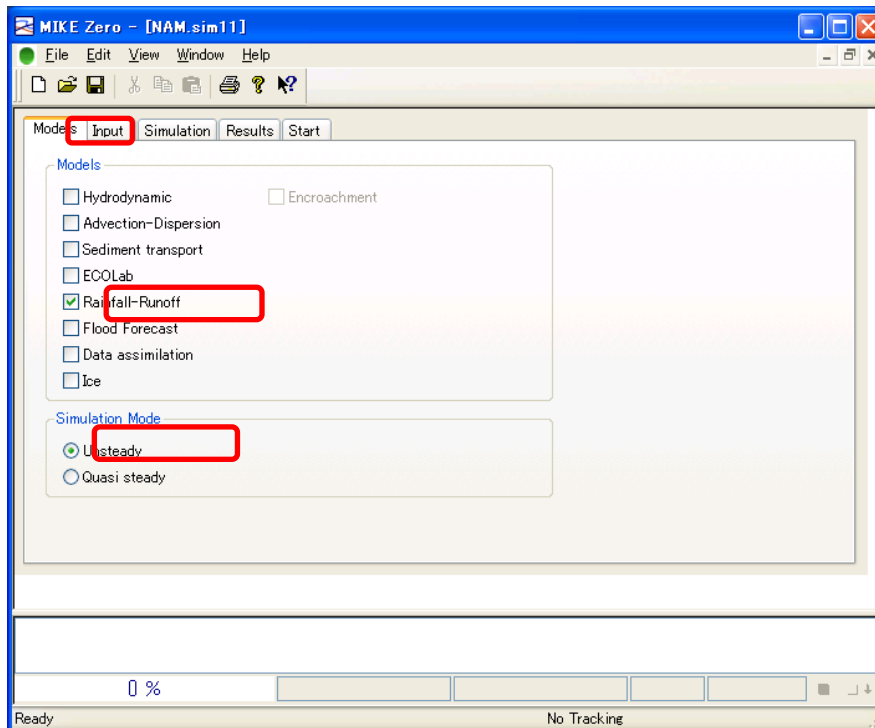 MIKE Zero - [NAM.sim11]
File Edit View Window Help
Models Input Simulation Results Start
Models
Hydrodynamic Encroachment
Advection-Dispersion
Sediment transport
ECOLab
Rainfall-Runoff
Flood Forecast
Data assimilation
Ice
Simulation Mode
Unsteady
Quasi steady
0 %
Ready No Tracking